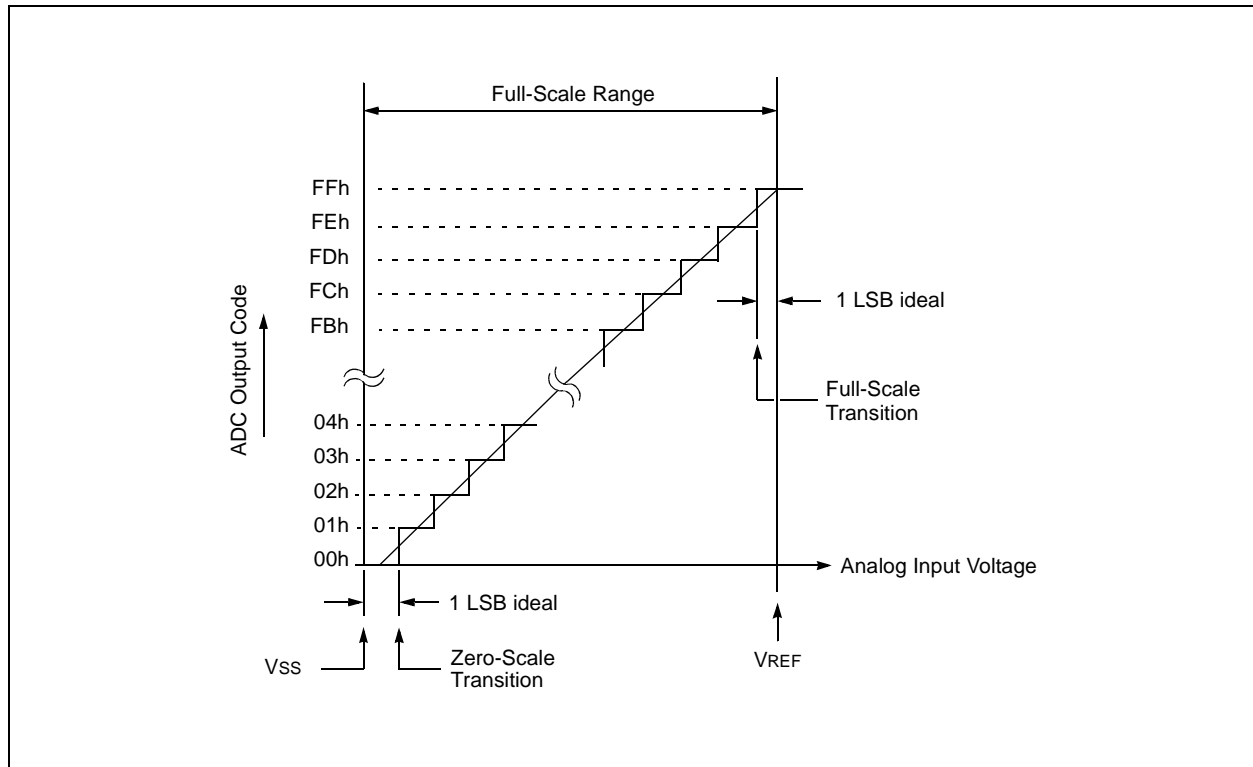 Full-Scale Range
FFh
FEh
FDh
FCh
FBh
1 LSB ideal
ADC Output Code
Full-Scale
Transition
04h
03h
02h
01h
00h
Analog Input Voltage
1 LSB ideal
VSS
Zero-Scale
Transition
VREF